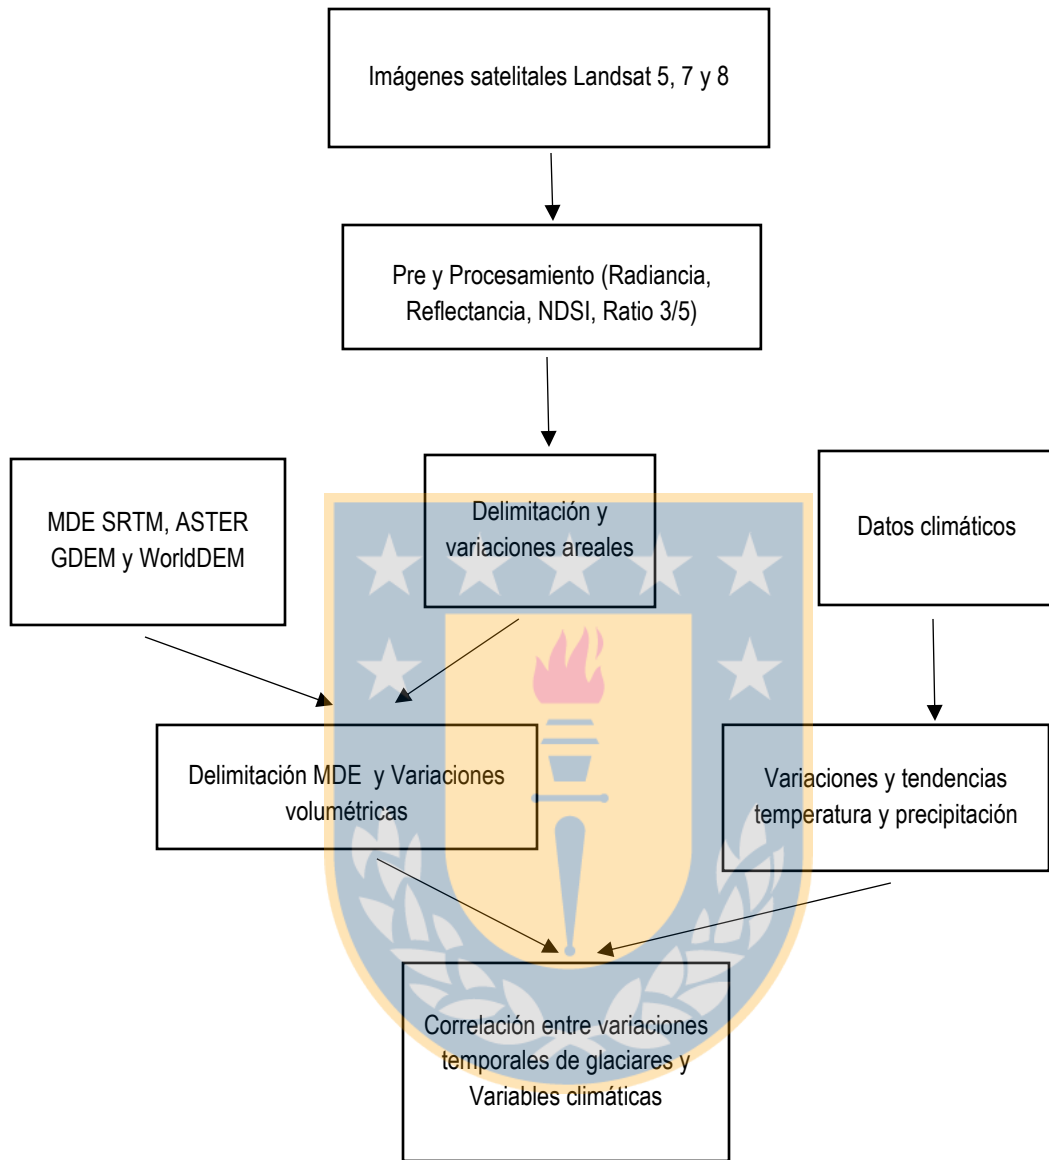 Imágenes satelitales Landsat 5, 7 y 8
Pre y Procesamiento (Radiancia,
Reflectancia, NDSI, Ratio 3/5)
MDE SRTM, ASTER
GDEM y WorldDEM
Delimitación y
variaciones areales
Datos climáticos
Delimitación MDE y Variaciones
volumétricas
Variaciones y tendencias
temperatura y precipitación
Correlación entre variaciones
temporales de glaciares y
Variables climáticas